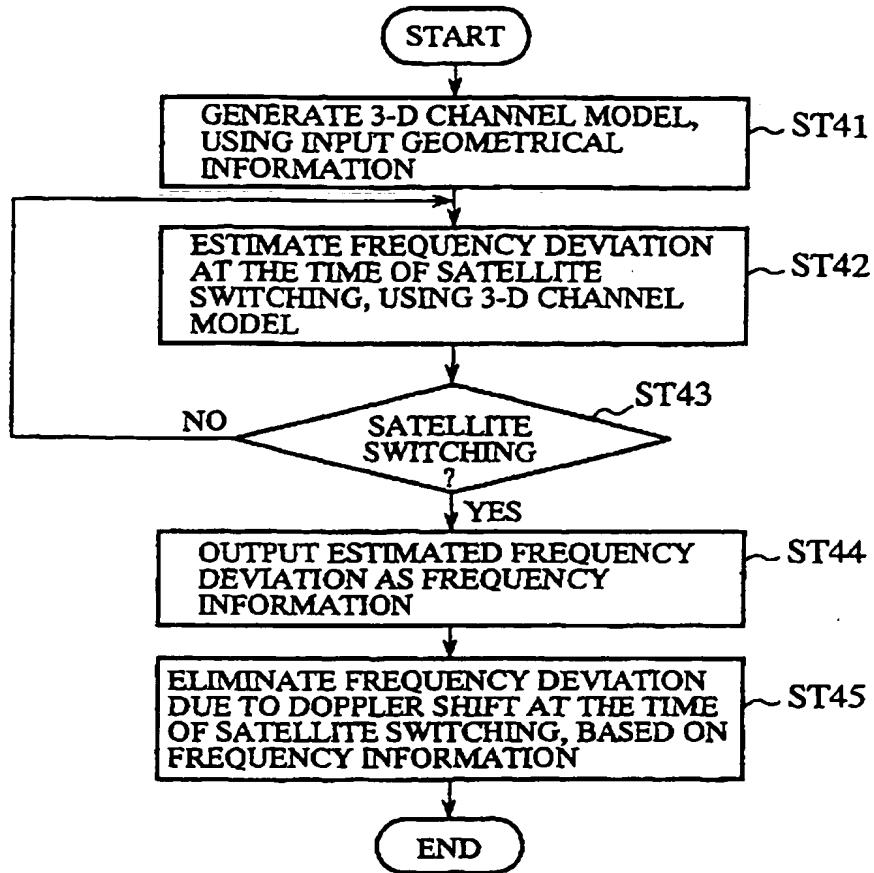 START
GENERATE 3-D CHANNEL MODEL,
USING INPUT GEOMETRICAL
INFORMATION
ST41
ESTIMATE FREQUENCY DEVIATION
AT THE TIME OF SATELLITE
SWITCHING, USING 3-D CHANNEL
MODEL
ST42
SATELLITE
SWITCHING
?
ST43
NO
YES
OUTPUT ESTIMATED FREQUENCY
DEVIATION AS FREQUENCY
INFORMATION
ST44
ELIMINATE FREQUENCY DEVIATION
DUE TO DOPPLER SHIFT AT THE TIME
OF SATELLITE SWITCHING, BASED ON
FREQUENCY INFORMATION
ST45
END